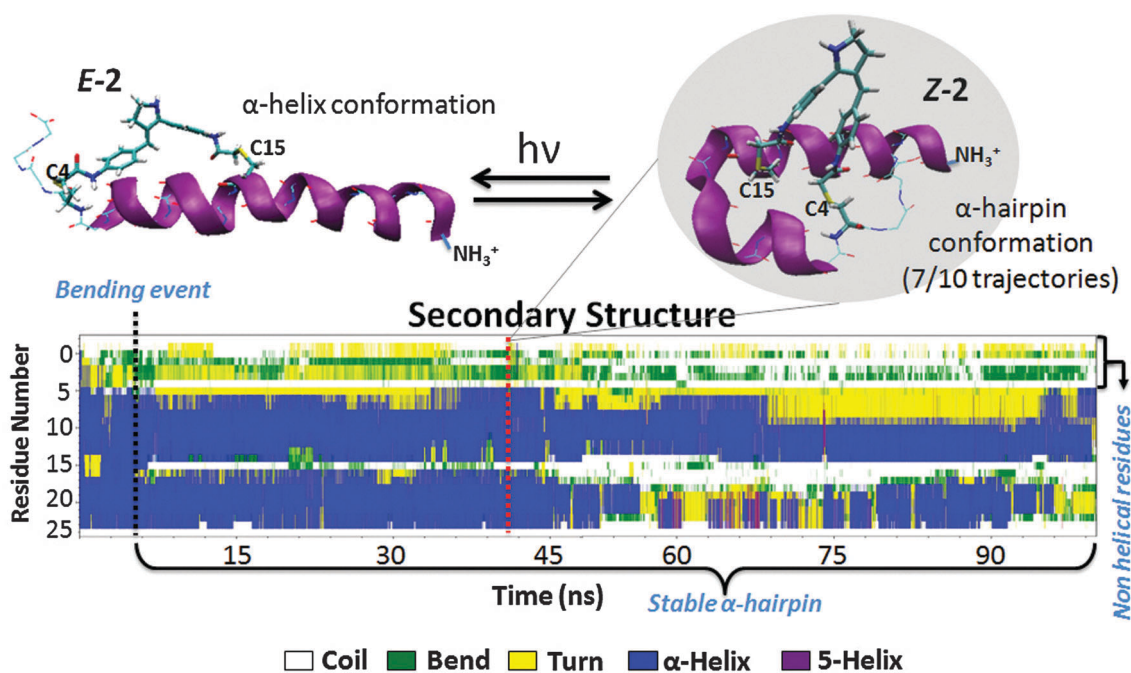 E-2
α-helix conformation
C4
C15
NH₃⁺
hν
Z-2
C15
C4
NH₃⁺
α-hairpin
conformation
(7/10 trajectories)
Bending event
Secondary Structure
Residue Number
0
5
10
15
20
25
15
30
45
60
75
90
Time (ns)
Stable α-hairpin
Non helical residues
Coil
Bend
Turn
α-Helix
5-Helix